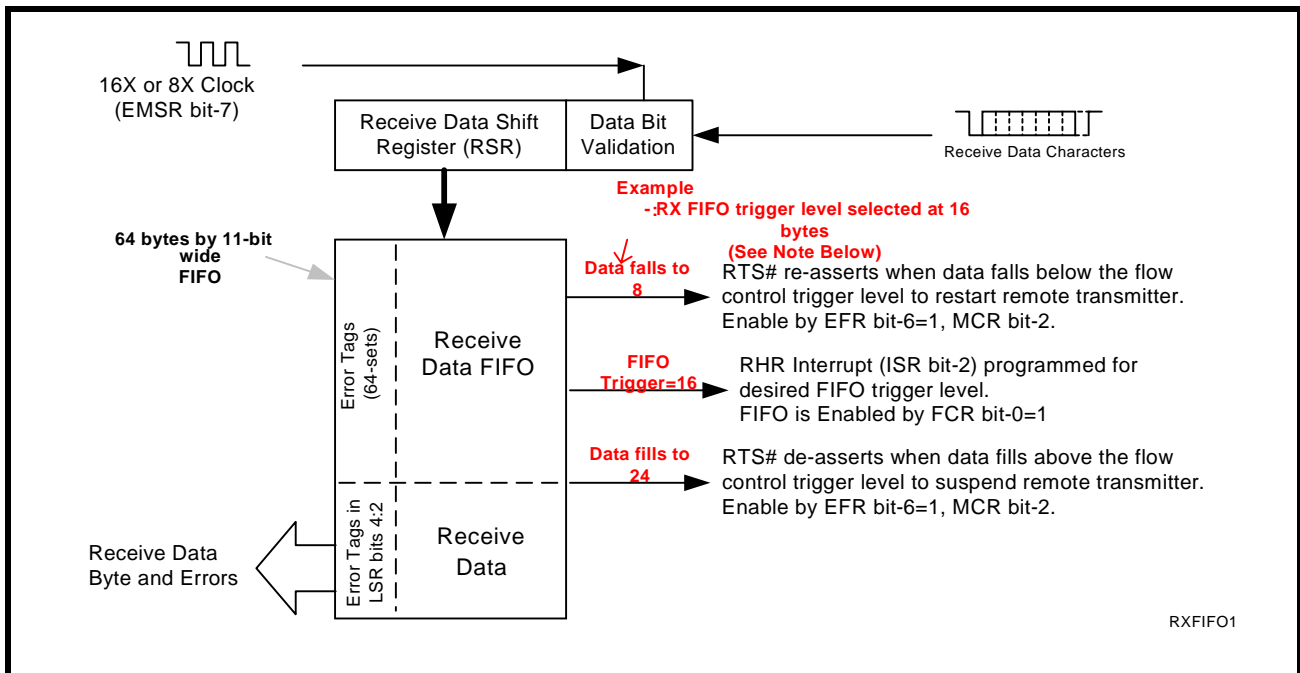 16X or 8X Clock
(EMSR bit-7)
Receive Data Shift
Register (RSR)
Data Bit
Validation
Receive Data Characters
Example
-:RX FIFO trigger level selected at 16
bytes
(See Note Below)
64 bytes by 11-bit
wide
FIFO
Error Tags
(64-sets)
Receive
Data FIFO
Data falls to
8
RTS# re-asserts when data falls below the flow
control trigger level to restart remote transmitter.
Enable by EFR bit-6=1, MCR bit-2.
FIFO
Trigger=16
RHR Interrupt (ISR bit-2) programmed for
desired FIFO trigger level.
FIFO is Enabled by FCR bit-0=1
Data fills to
24
RTS# de-asserts when data fills above the flow
control trigger level to suspend remote transmitter.
Enable by EFR bit-6=1, MCR bit-2.
Error Tags in
LSR bits 4:2
Receive
Data
Receive Data
Byte and Errors
RXFIFO1